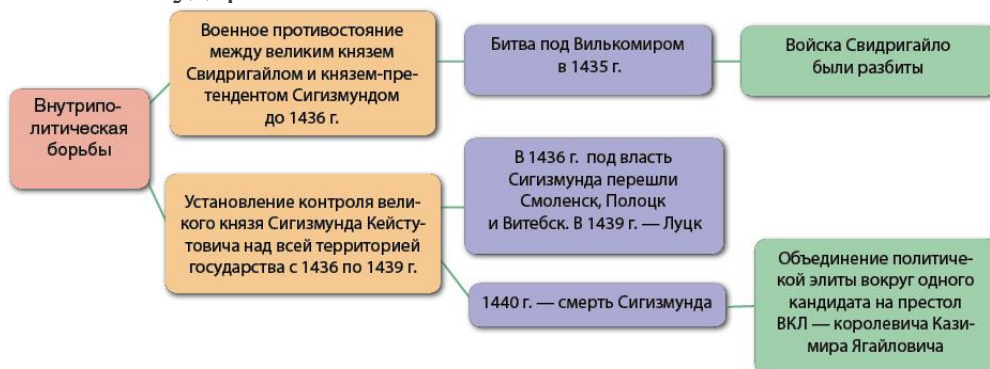 Внутрипо-
литическая
борьбы
Военное противостояние
между великим князем
Свидригайлом и князем-пре-
тендентом Сигизмундом
до 1436 г.
Битва под Вилькомиром
в 1435 г.
Войска Свидригайло
были разбиты
Установление контроля вели-
кого князя Сигизмунда Кейсту-
товича над всей территорией
государства с 1436 по 1439 г.
В 1436 г. под власть
Сигизмунда перешли
Смоленск, Полоцк
и Витебск. В 1439 г. — Луцк
1440 г. — смерть Сигизмунда
Объединение политиче-
ской элиты вокруг одного
кандидата на престол
ВКЛ — королевича Кази-
мира Ягайловича